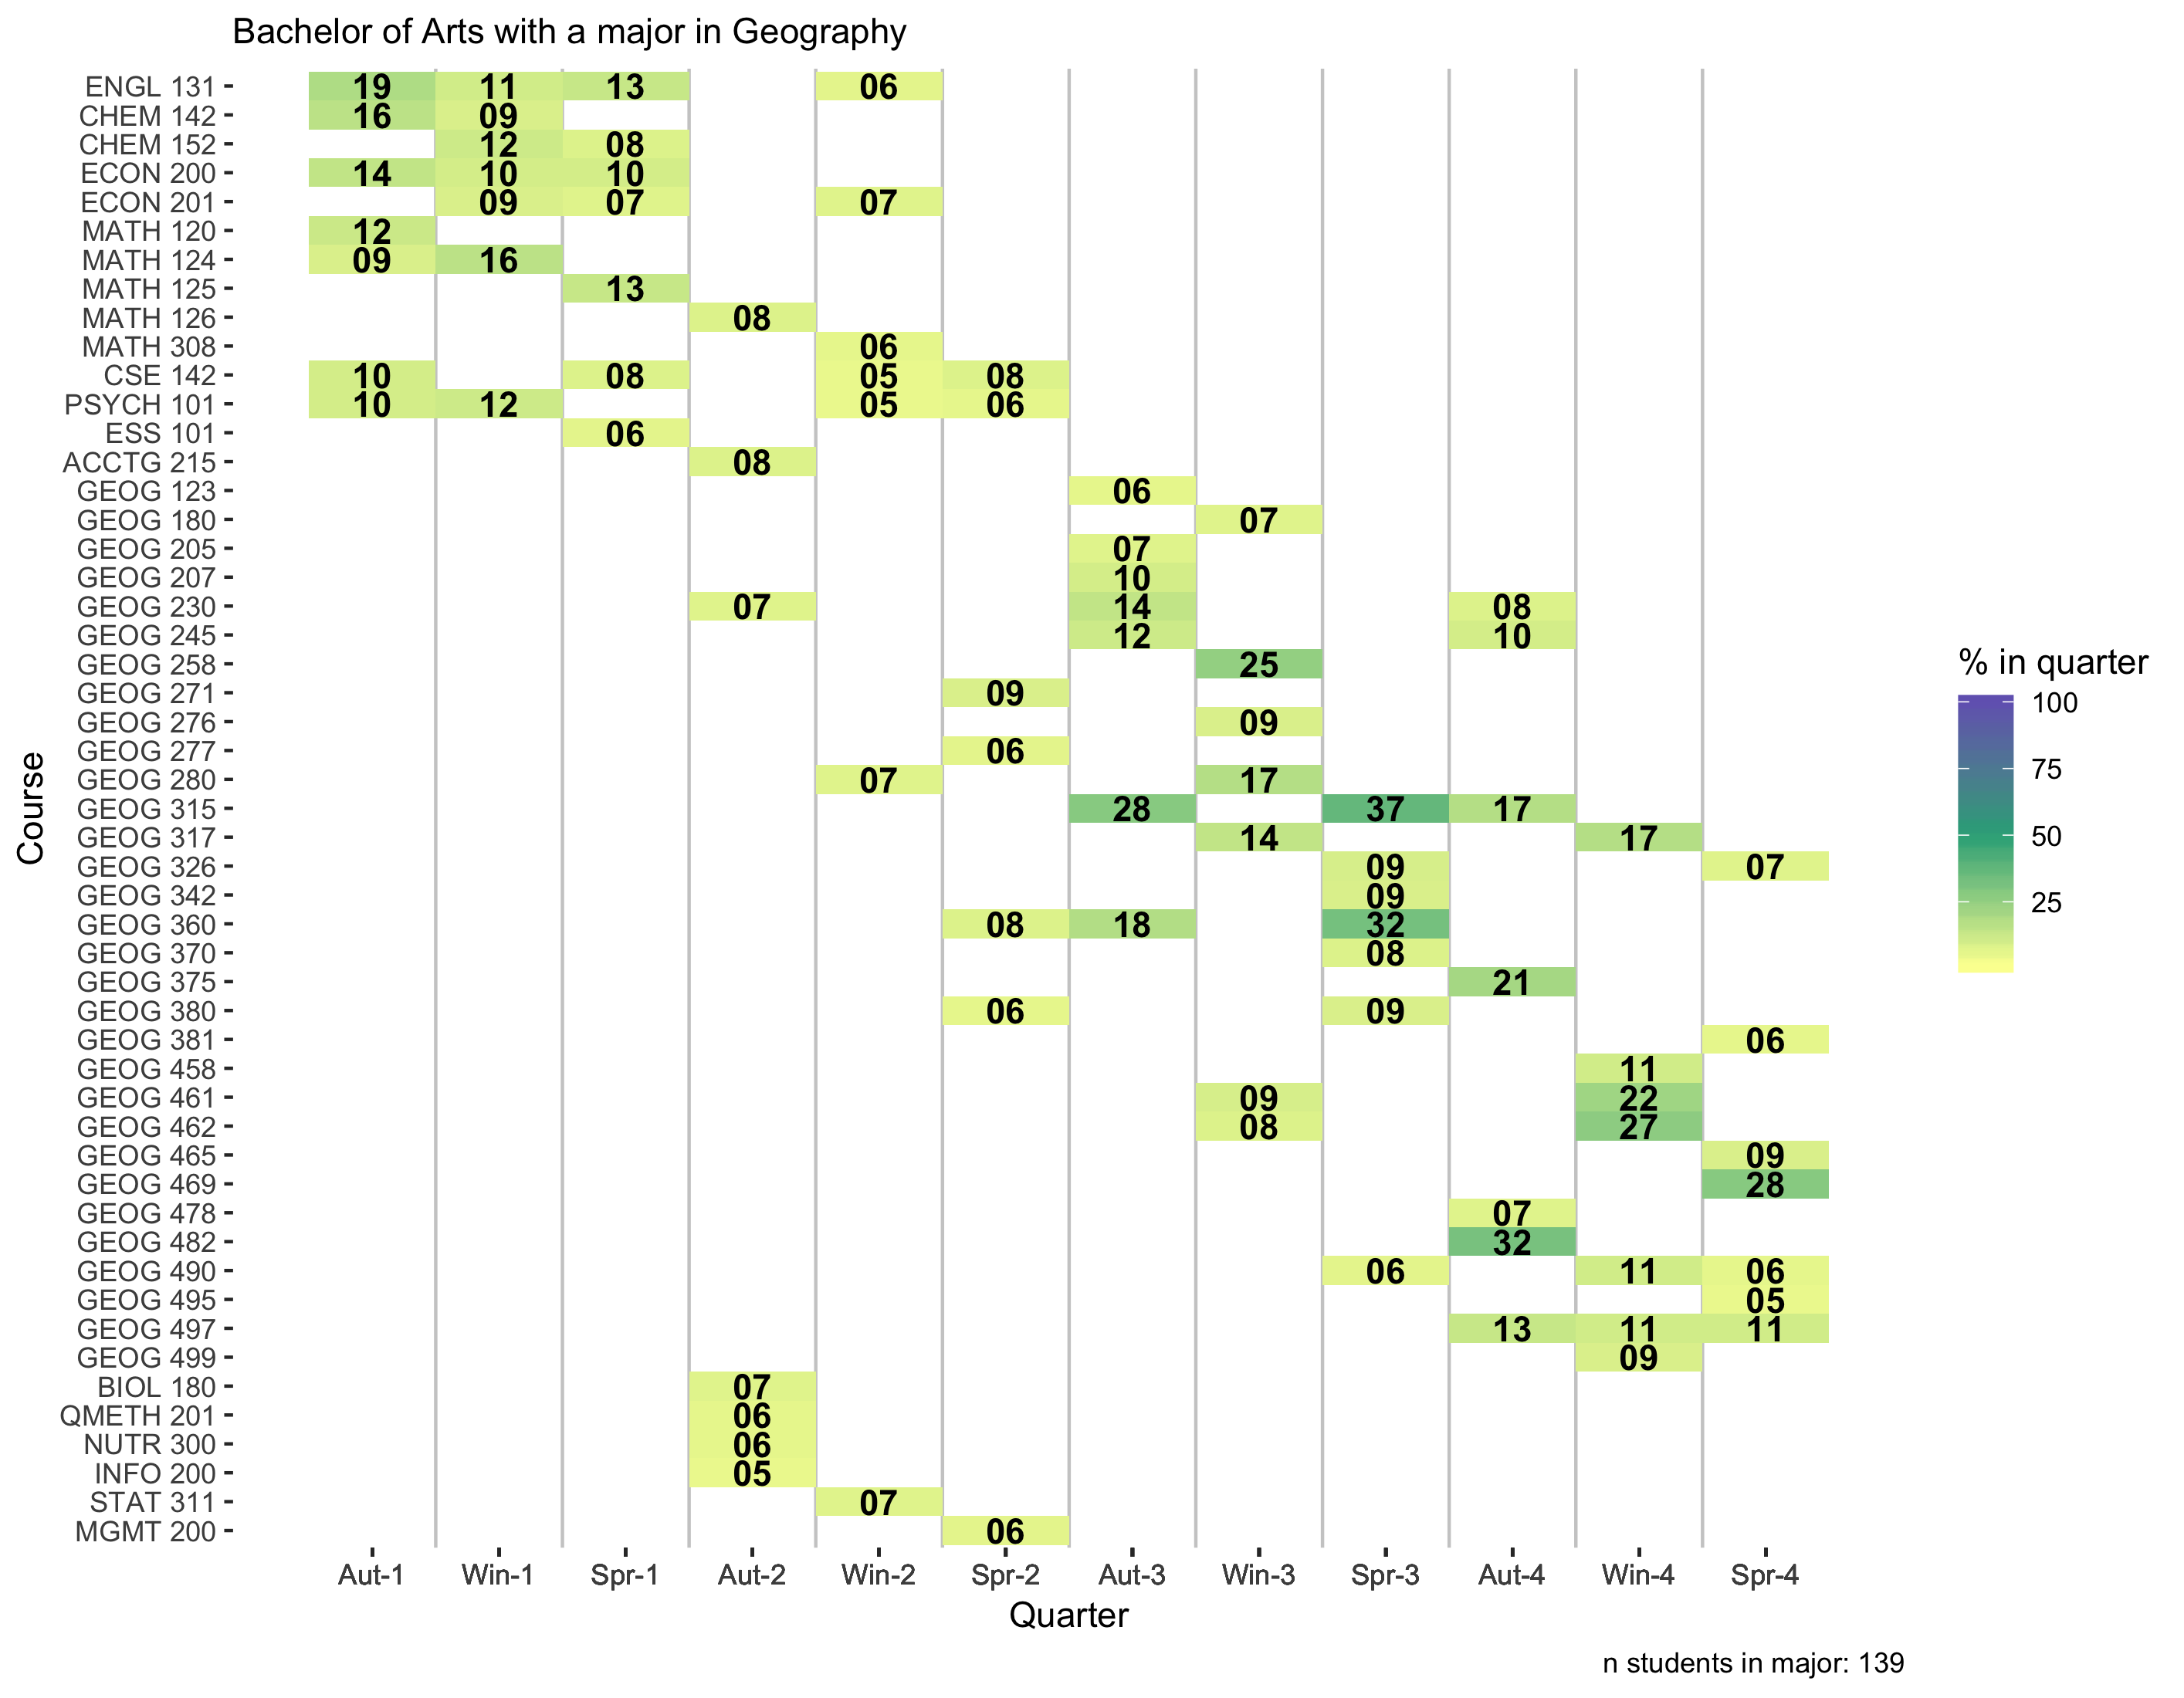 Bachelor of Arts with a major in Geography
ENGL 131 19 11 13 06
CHEM 142 16 09
CHEM 152 12 08
ECON 200 14 10 10
ECON 201 09 07 07
MATH 120 12
MATH 124 09 16
MATH 125 13
MATH 126 08
MATH 308 06
CSE 142 10 08 05 08
PSYCH 101 10 12 05 06
ESS 101 06
ACCTG 215 08
GEOG 123 06
GEOG 180 07
GEOG 205 07
GEOG 207 10
GEOG 230 07 14 08
GEOG 245 12 10
GEOG 258 25
GEOG 271 09
GEOG 276 09
GEOG 277 06
GEOG 280 07 17
GEOG 315 28 37 17
GEOG 317 14 17
GEOG 326 09 07
GEOG 342 09
GEOG 360 08 18 32
GEOG 370 08
GEOG 375 21
GEOG 380 06 09
GEOG 381 06
GEOG 458 11
GEOG 461 09 22
GEOG 462 08 27
GEOG 465 09
GEOG 469 28
GEOG 478 07
GEOG 482 32
GEOG 490 06 11 06
GEOG 495 05
GEOG 497 13 11 11
GEOG 499 09
BIOL 180 07
QMETH 201 06
NUTR 300 06
INFO 200 05
STAT 311 07
MGMT 200 06
Aut-1 Win-1 Spr-1 Aut-2 Win-2 Spr-2 Aut-3 Win-3 Spr-3 Aut-4 Win-4 Spr-4
Quarter
Course
% in quarter
100
75
50
25
n students in major: 139